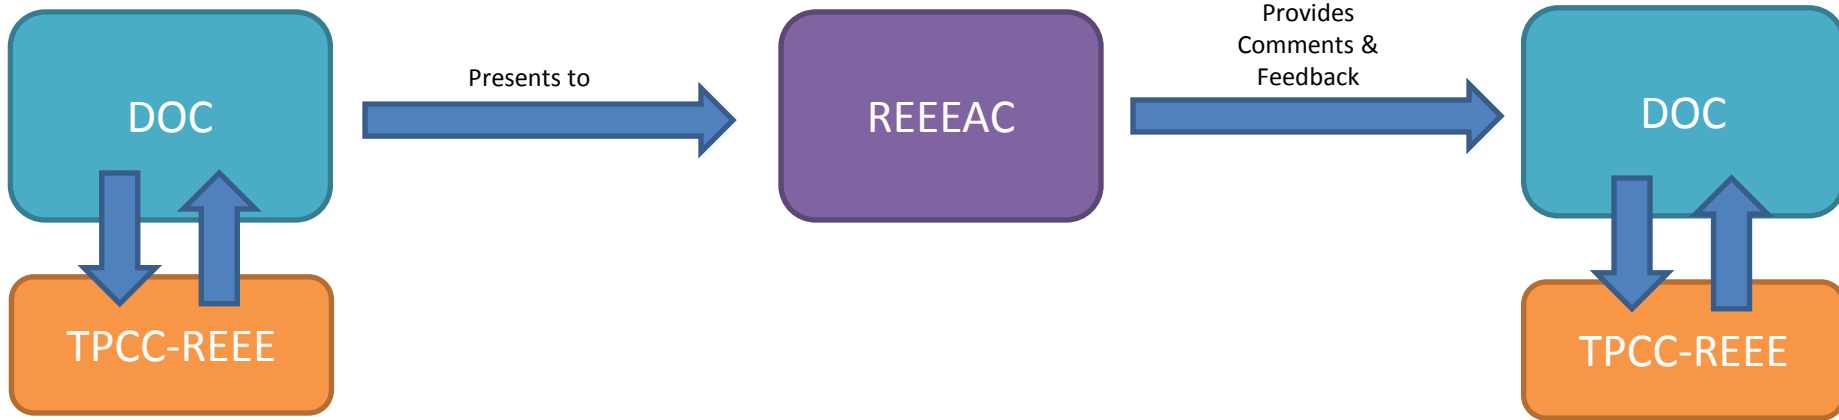 DOC
TPCC-REEE
Presents to
REEEAC
Provides
Comments &
Feedback
DOC
TPCC-REEE